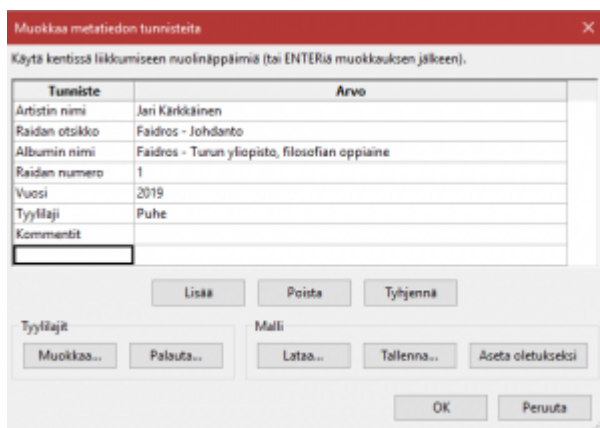 Muokkaa metatiedon tunnisteita
Käytä kentissä liikkumiseen nuolinäppäimiä (tai ENTERiä muokkauksen jälkeen).
Tunniste Arvo
Artistin nimi Jari Kärkkäinen
Raidan otsikko Faidros - Johdanto
Albumin nimi Faidros - Turun yliopisto, filosofian oppiaine
Raidan numero 1
Vuosi 2019
Tyylilaji Puhe
Kommentit
Lisää Poista Tyhjennä
Tyylilajit Malli
Muokkaa... Palauta... Lataa... Tallenna... Aseta oletukseksi
OK Peruuta